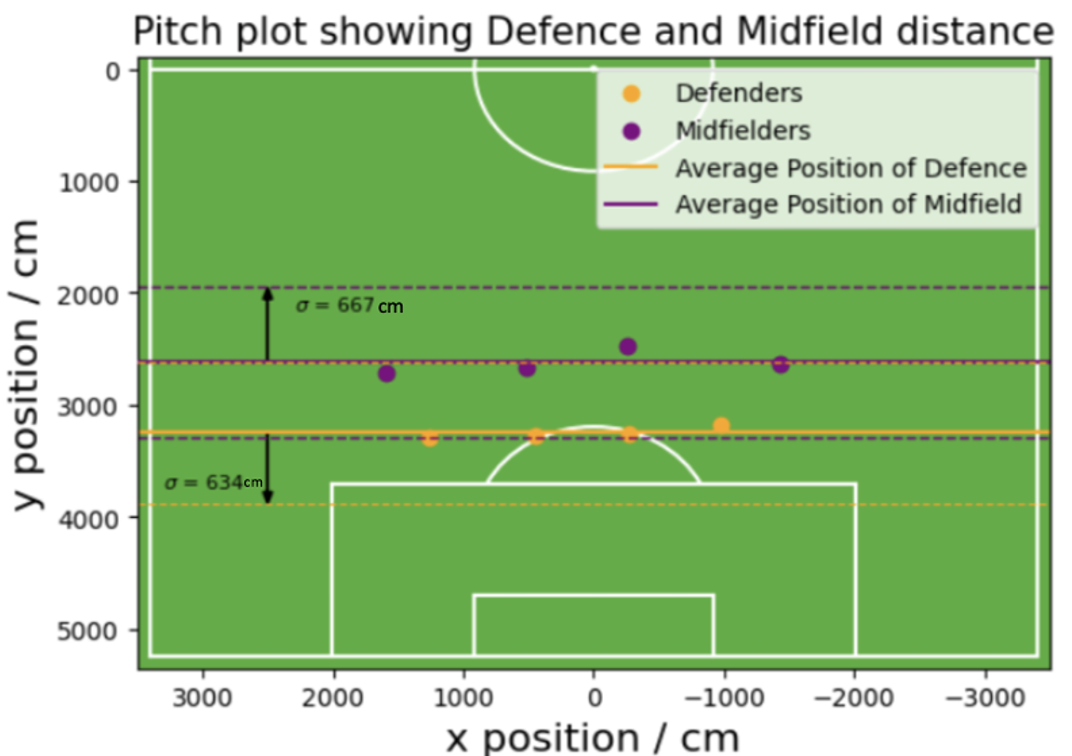 Pitch plot showing Defence and Midfield distance
Defenders
Midfielders
Average Position of Defence
Average Position of Midfield
y position / cm
0
1000
2000
3000
4000
5000
σ = 667 cm
σ = 634cm
3000
2000
1000
0
−1000
−2000
−3000
x position / cm